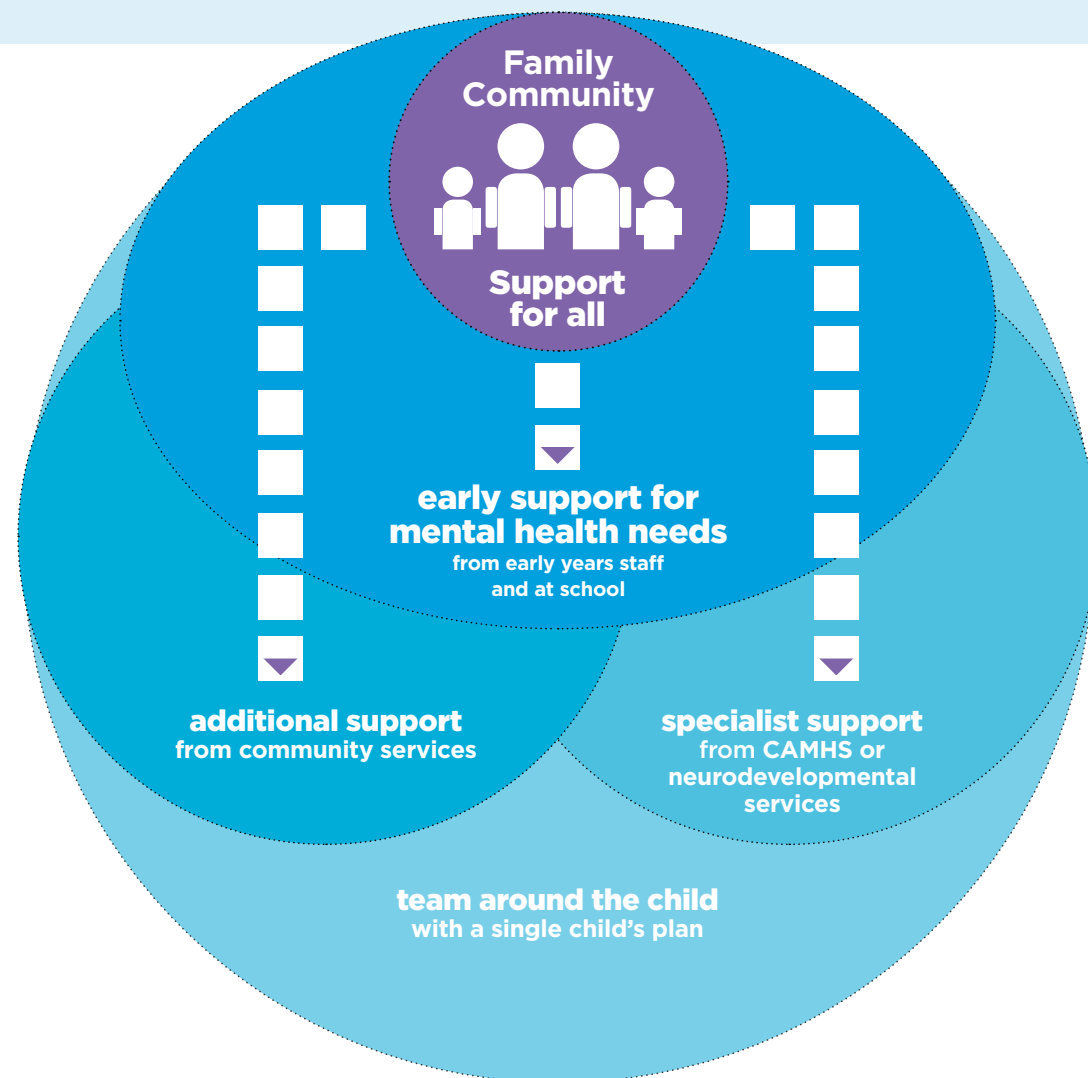 Family
Community
Support
for all
early support for
mental health needs
from early years staff
and at school
additional support
from community services
specialist support
from CAMHS or
neurodevelopmental
services
team around the child
with a single child’s plan